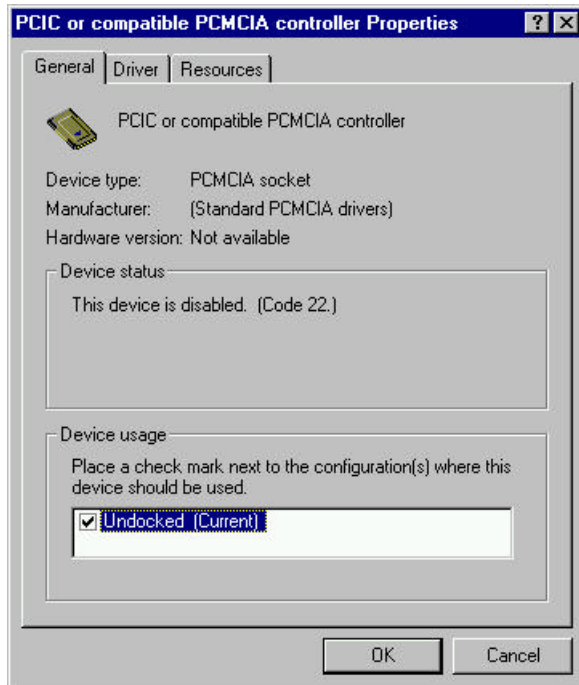 PCIC or compatible PCMCIA controller Properties
General Driver Resources
PCIC or compatible PCMCIA controller
Device type: PCMCIA socket
Manufacturer: (Standard PCMCIA drivers)
Hardware version: Not available
Device status
This device is disabled. (Code 22.)
Device usage
Place a check mark next to the configuration(s) where this
device should be used.
Undocked (Current)
OK Cancel